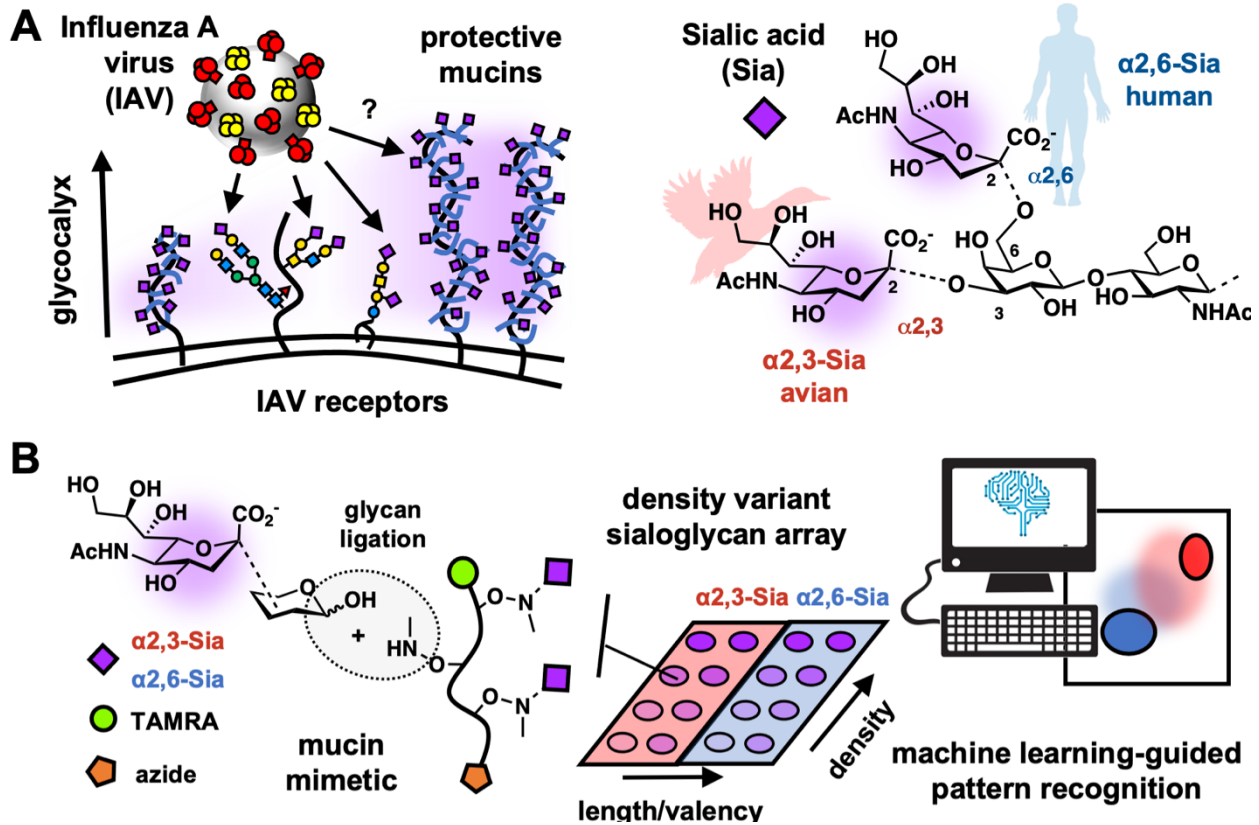 A
Influenza A
virus
(IAV)
protective
mucins
?
glycocalyx
IAV receptors
Sialic acid
(Sia)
α2,6-Sia
human
HO
OH
OH
AcHN
O
CO2-
HO
2
α2,6
O
HO
OH
OH
AcHN
O
CO2-
HO
2
α2,3
α2,3-Sia
avian
HO
6
O
O
3
OH
O
HO
O
HO
NHAc
O
B
HO
OH
OH
AcHN
O
CO2-
HO
O
OH
glycan
ligation
+
HN
O
O
N
O
N
α2,3-Sia
α2,6-Sia
TAMRA
azide
mucin
mimetic
density variant
sialoglycan array
α2,3-Sia α2,6-Sia
density
length/valency
machine learning-guided
pattern recognition